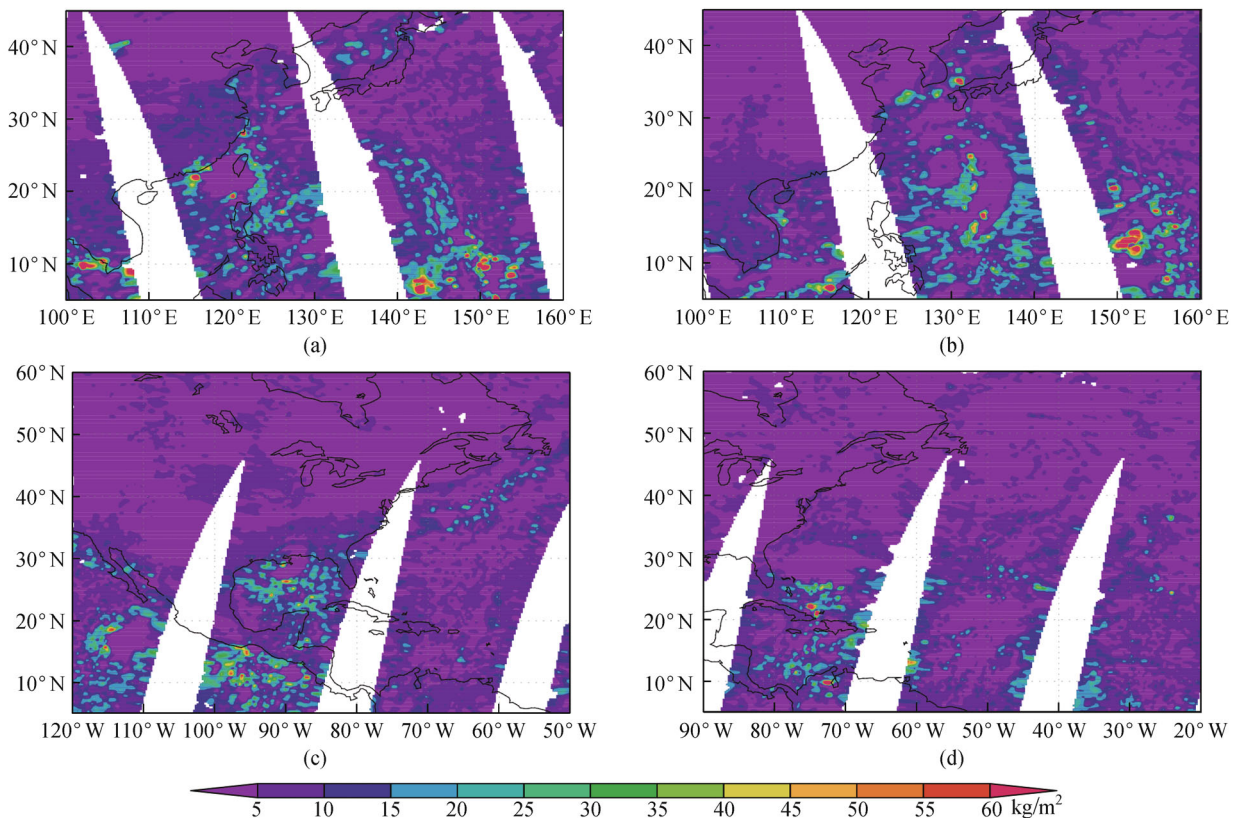 40° N
30° N
20° N
10° N
100° E 110° E 120° E 130° E 140° E 150° E 160° E
(a)
40° N
30° N
20° N
10° N
100° E 110° E 120° E 130° E 140° E 150° E 160° E
(b)
60° N
50° N
40° N
30° N
20° N
10° N
120° W 110° W 100° W 90° W 80° W 70° W 60° W 50° W
(c)
60° N
50° N
40° N
30° N
20° N
10° N
90° W 80° W 70° W 60° W 50° W 40° W 30° W 20° W
(d)
5 10 15 20 25 30 35 40 45 50 55 60 kg/m²